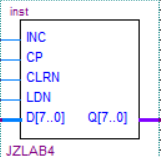 inst
INC
CP
CLRN
LDN
D[7..0] Q[7..0]
JZLAB4